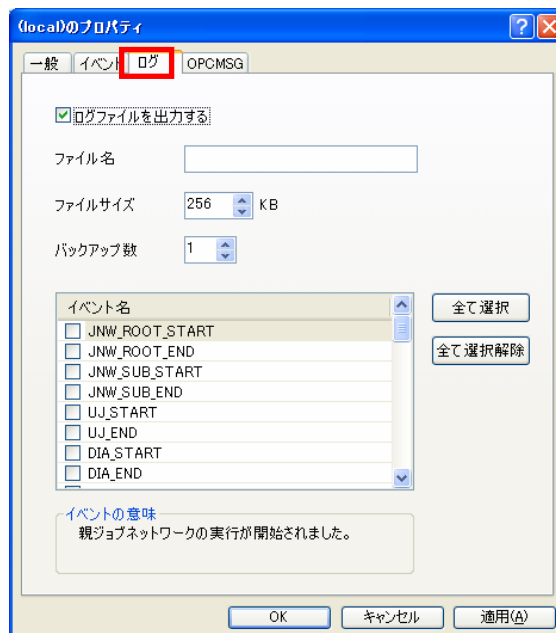 (local)のプロパティ
一般 イベント ログ OPCMSG
ログファイルを出力する
ファイル名
ファイルサイズ 256 KB
バックアップ数 1
イベント名
全て選択
JNW_ROOT_START
JNW_ROOT_END
全て選択解除
JNW_SUB_START
JNW_SUB_END
UJ_START
UJ_END
DIA_START
DIA_END
イベントの意味
親ジョブネットワークの実行が開始されました。
OK キャンセル 適用(A)